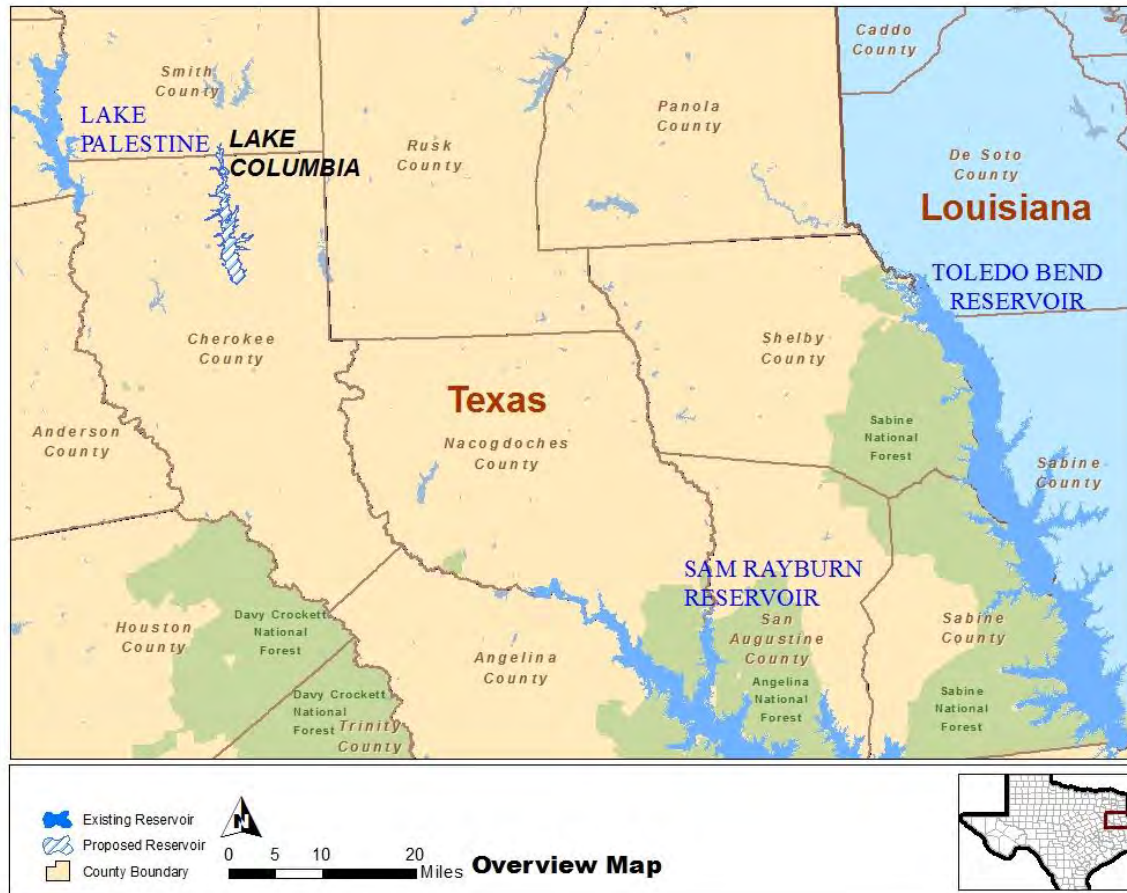 Caddo
County
Smith
County
Panola
County
LAKE
PALESTINE
LAKE
COLUMBIA
Rusk
County
De Soto
County
Louisiana
TOLEDO BEND
RESERVOIR
Cherokee
County
Shelby
County
Texas
Anderson
County
Nacogdoches
County
Sabine
National
Forest
Sabine
County
SAM RAYBURN
RESERVOIR
Houston
County
Davy Crockett
National
Forest
San
Augustine
County
Sabine
County
Angelina
County
Angelina
National
Forest
Davy Crockett
National
Forest
Trinity
County
Sabine
National
Forest
Existing Reservoir
Proposed Reservoir
County Boundary
N
0 5 10 20
Miles
Overview Map